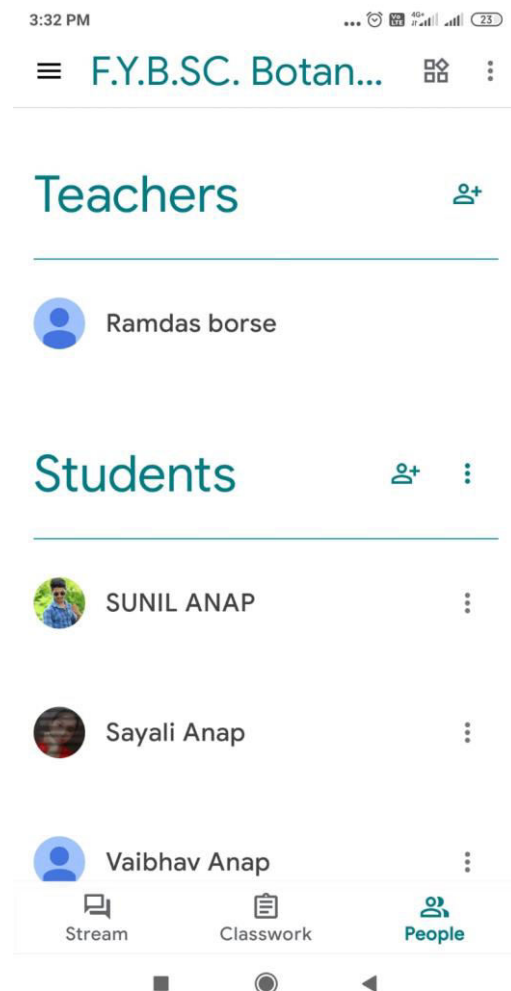 3:32 PM
4G+
23
F.Y.B.SC. Botan...
Teachers
Ramdas borse
Students
SUNIL ANAP
Sayali Anap
Vaibhav Anap
Stream Classwork People